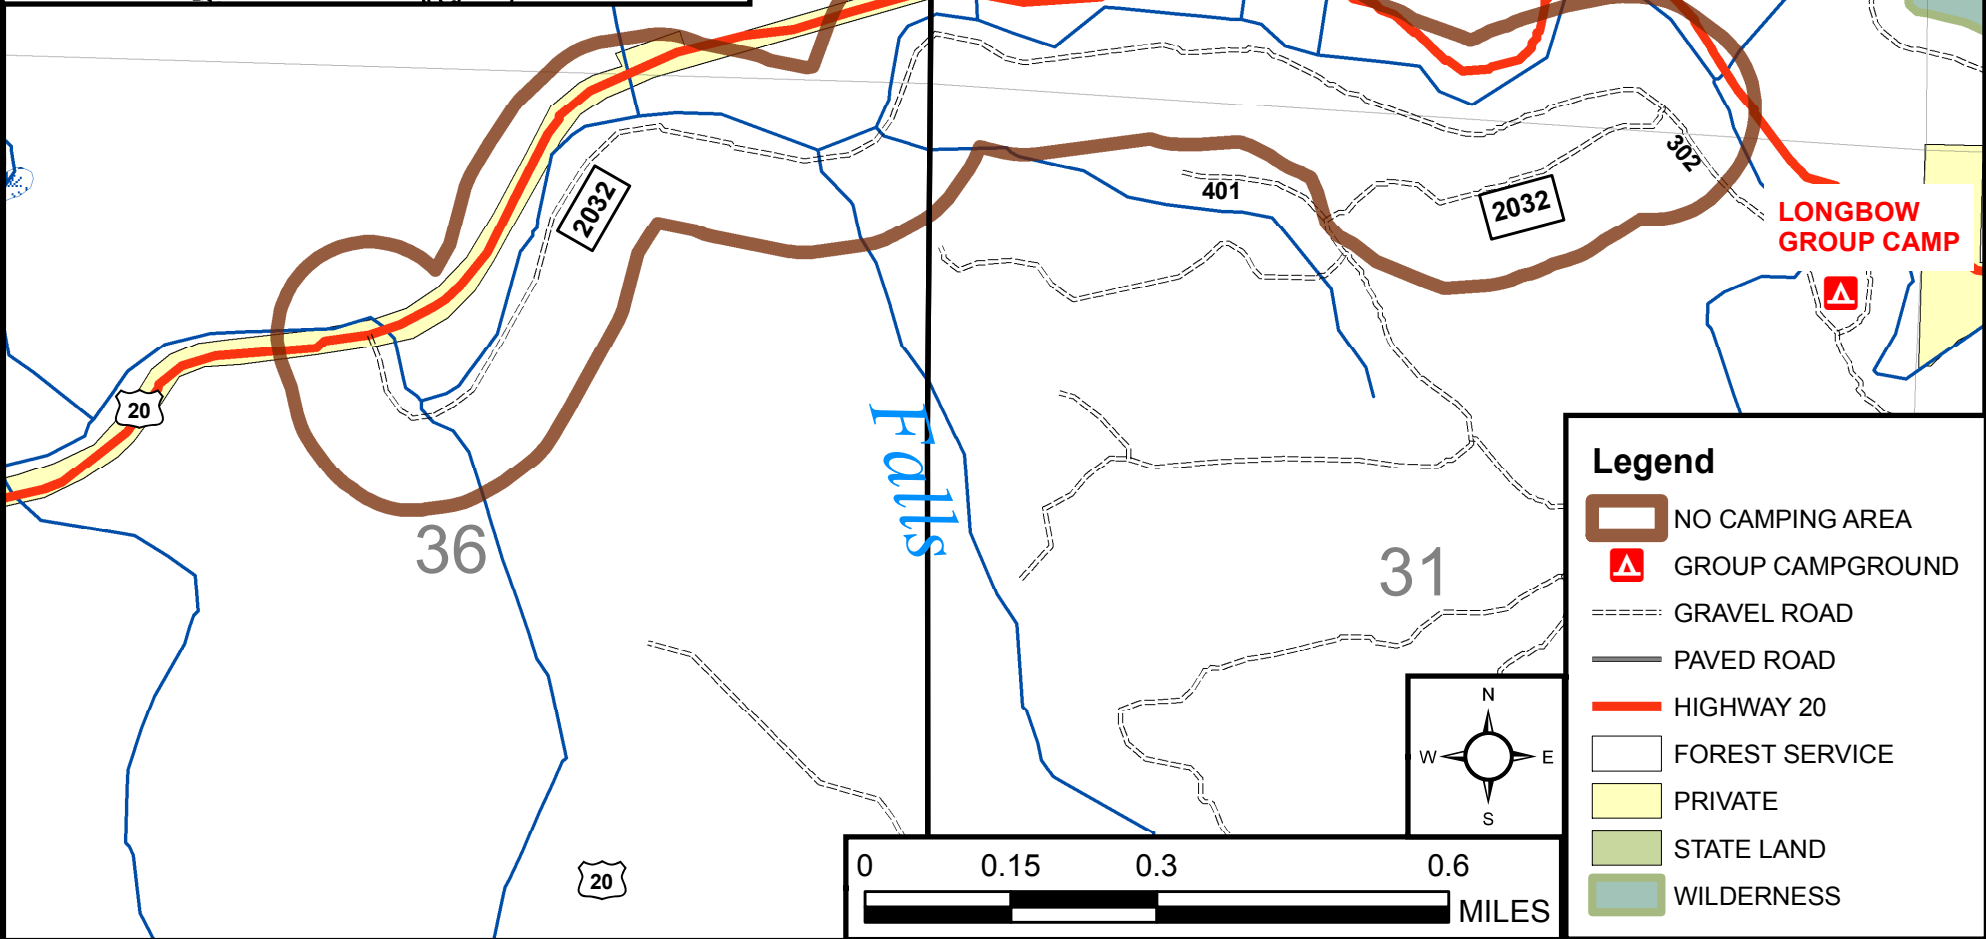 2032
401
302
2032
LONGBOW
GROUP CAMP
20
Falls
36
31
20
N
W E
S
0 0.15 0.3 0.6
MILES
Legend
NO CAMPING AREA
GROUP CAMPGROUND
GRAVEL ROAD
PAVED ROAD
HIGHWAY 20
FOREST SERVICE
PRIVATE
STATE LAND
WILDERNESS